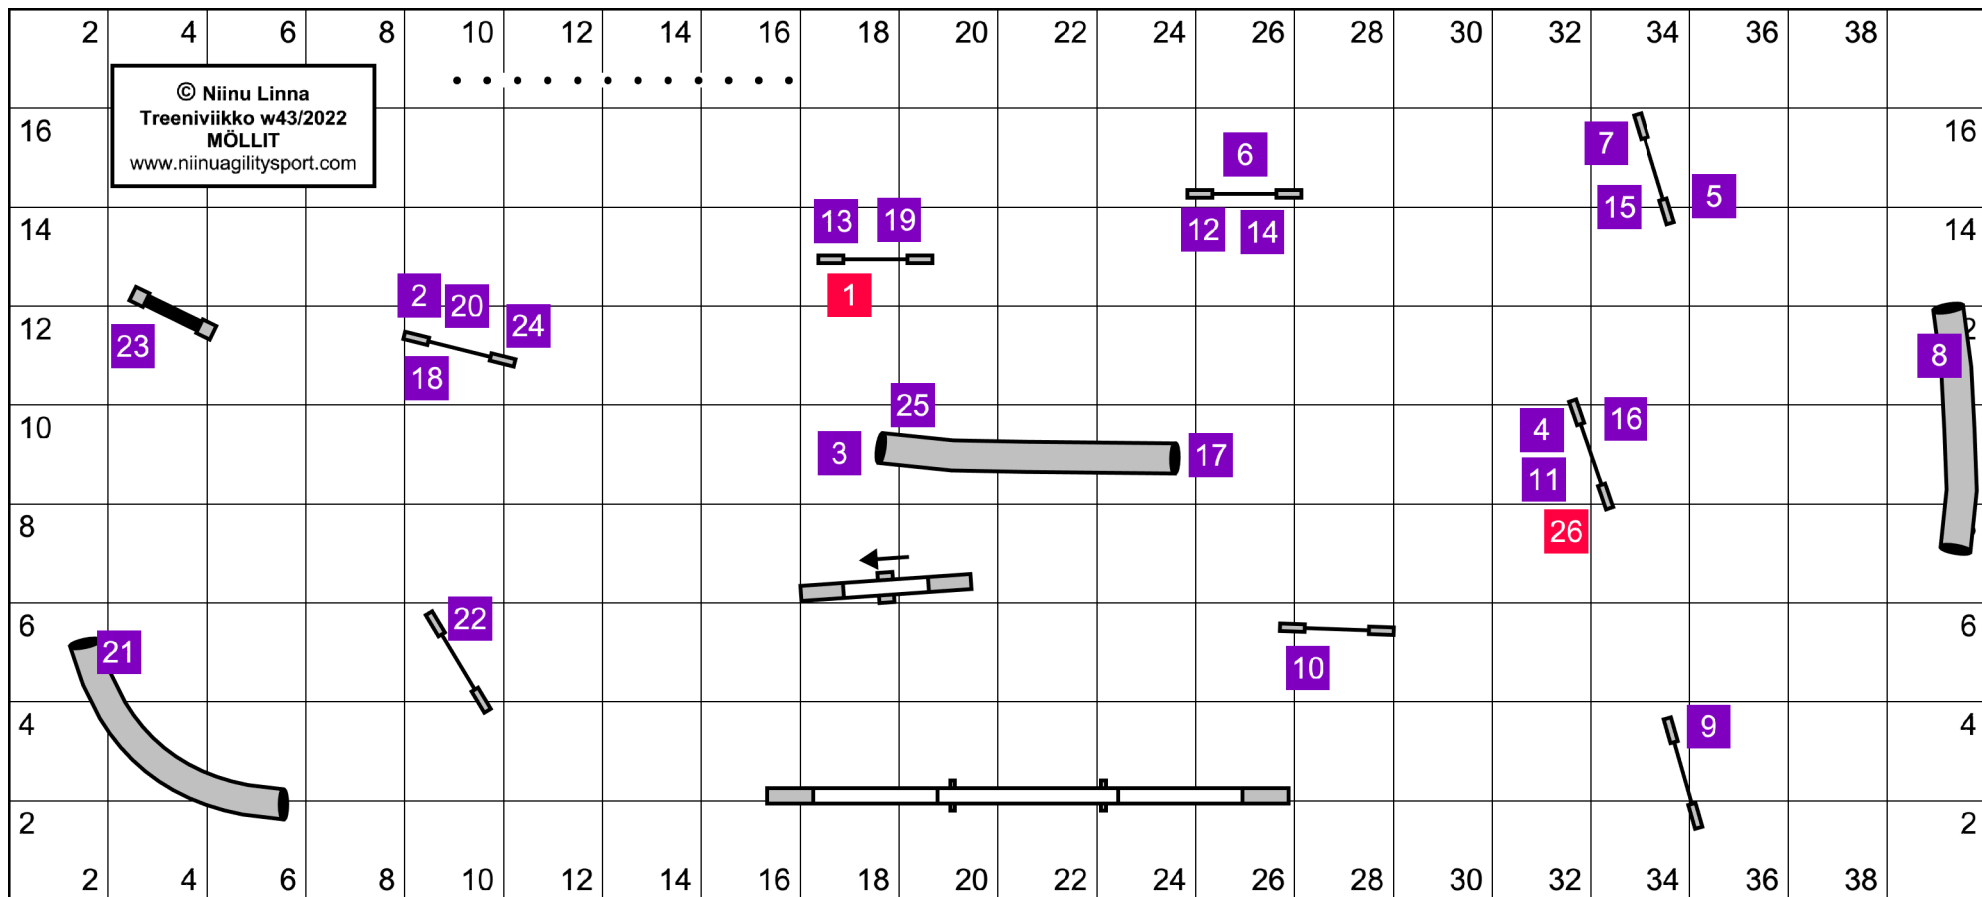 2 4 6 8 10 12 14 16 18 20 22 24 26 28 30 32 34 36 38
© Niinu Linna
Treeniviikko w43/2022
MÖLLIT
www.niinuagilitysport.com
16 7 6 16
15 5
14 13 19 12 14 14
2 20 1
12 23 24
18 8
10 25 4 16
3 17 11
8 26
6 21 22 10 6
4 9 4
2 2
2 4 6 8 10 12 14 16 18 20 22 24 26 28 30 32 34 36 38